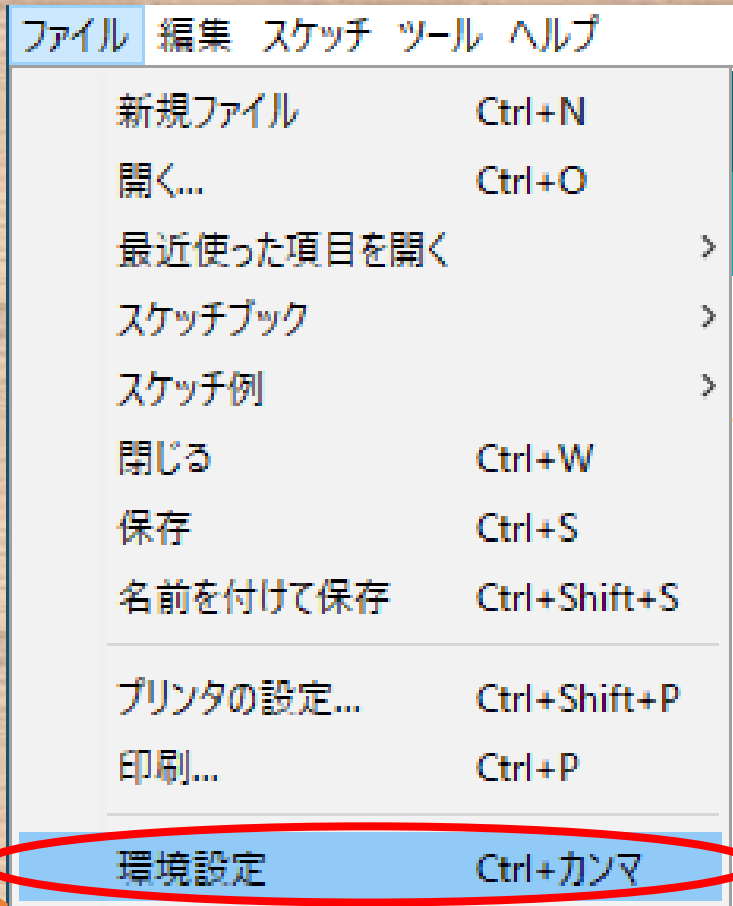 ファイル 編集 スケッチ ツール ヘルプ
新規ファイル Ctrl+N
開く... Ctrl+O
最近使った項目を開く >
スケッチブック >
スケッチ例 >
閉じる Ctrl+W
保存 Ctrl+S
名前を付けて保存 Ctrl+Shift+S
プリンタの設定... Ctrl+Shift+P
印刷... Ctrl+P
環境設定 Ctrl+カンマ